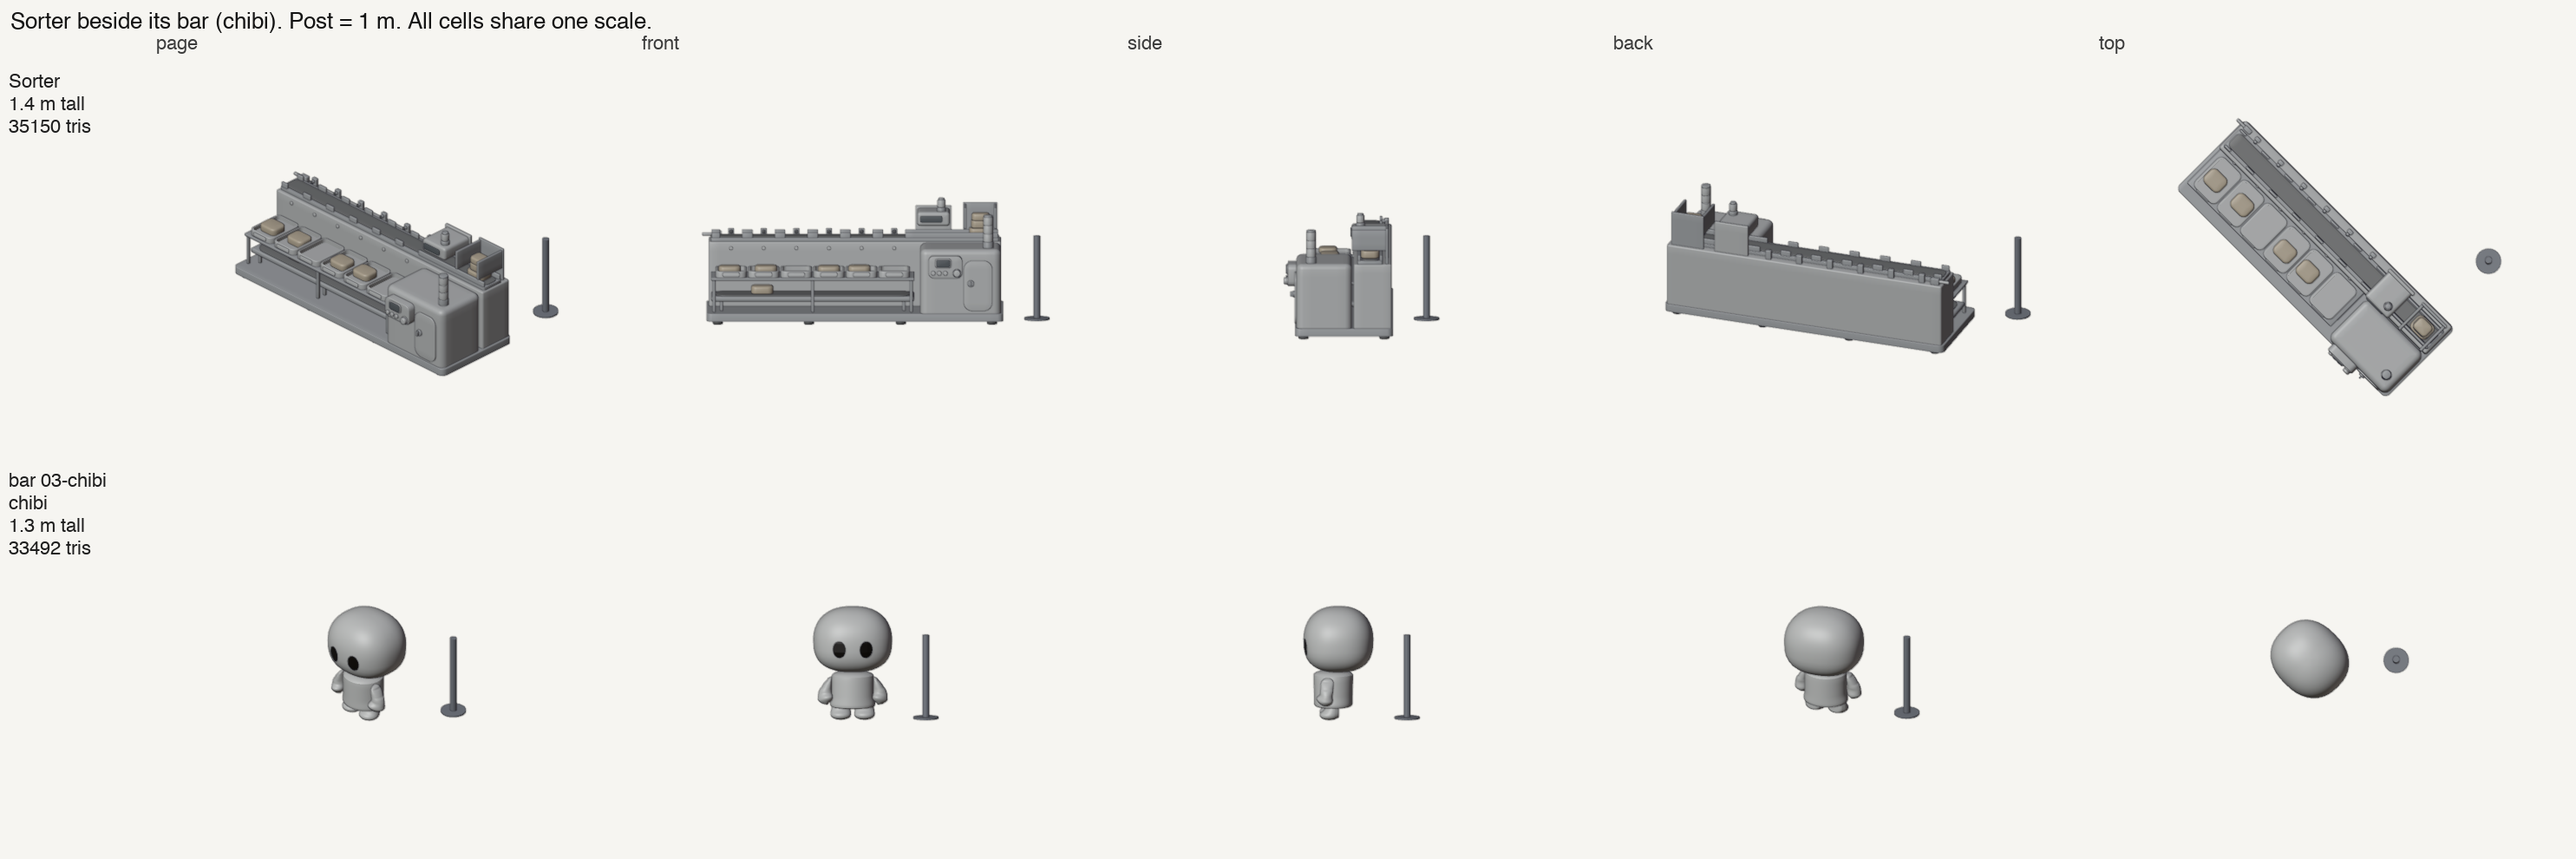 Sorter beside its bar (chibi). Post = 1 m. All cells share one scale.
page front side back top
Sorter
1.4 m tall
35150 tris
bar 03-chibi
chibi
1.3 m tall
33492 tris